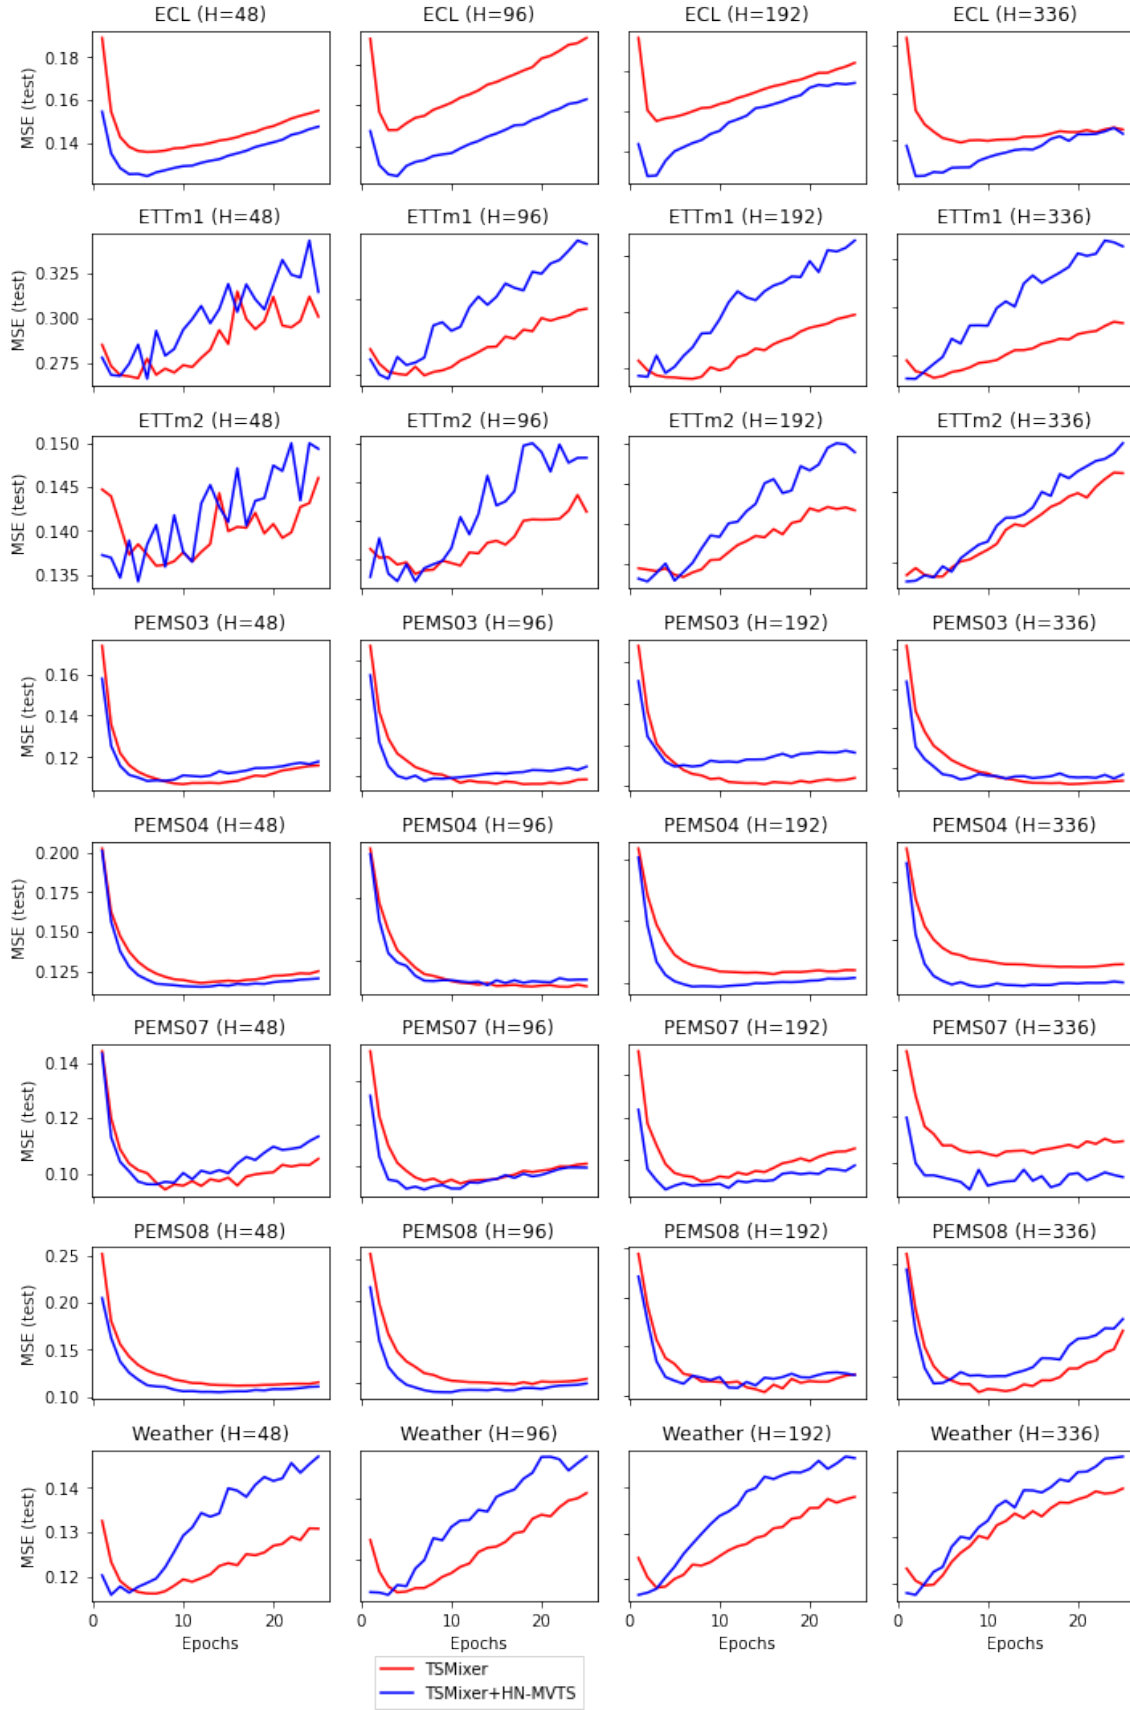 ECL (H=48) ECL (H=96) ECL (H=192) ECL (H=336)
MSE (test)
0.18
0.16
0.14
0 10 20
ETTm1 (H=48) ETTm1 (H=96) ETTm1 (H=192) ETTm1 (H=336)
MSE (test)
0.325
0.300
0.275
ETTm2 (H=48) ETTm2 (H=96) ETTm2 (H=192) ETTm2 (H=336)
MSE (test)
0.150
0.145
0.140
0.135
PEMS03 (H=48) PEMS03 (H=96) PEMS03 (H=192) PEMS03 (H=336)
MSE (test)
0.16
0.14
0.12
PEMS04 (H=48) PEMS04 (H=96) PEMS04 (H=192) PEMS04 (H=336)
MSE (test)
0.200
0.175
0.150
0.125
PEMS07 (H=48) PEMS07 (H=96) PEMS07 (H=192) PEMS07 (H=336)
MSE (test)
0.14
0.12
0.10
PEMS08 (H=48) PEMS08 (H=96) PEMS08 (H=192) PEMS08 (H=336)
MSE (test)
0.25
0.20
0.15
0.10
Weather (H=48) Weather (H=96) Weather (H=192) Weather (H=336)
MSE (test)
0.14
0.13
0.12
0 10 20 0 10 20 0 10 20 0 10 20
Epochs Epochs Epochs Epochs
TSMixer
TSMixer+HN-MVTS